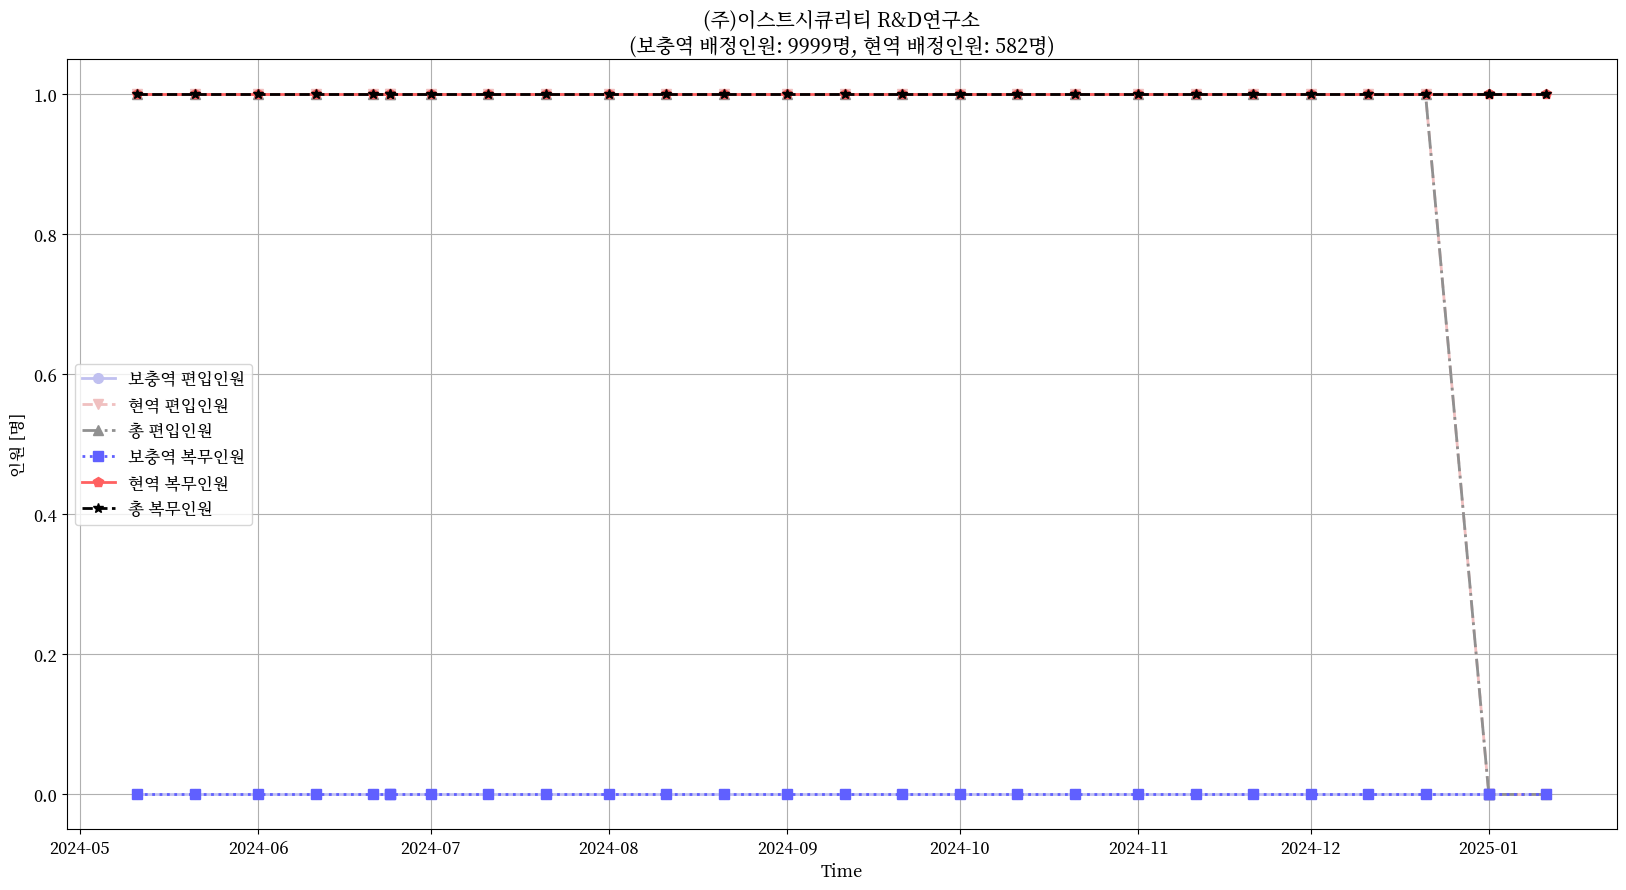 (주)이스트시큐리티 R&D연구소
(보충역 배정인원: 9999명, 현역 배정인원: 582명)
인원 [명]
1.0
0.8
0.6
0.4
0.2
0.0
보충역 편입인원
현역 편입인원
총 편입인원
보충역 복무인원
현역 복무인원
총 복무인원
2024-05 2024-06 2024-07 2024-08 2024-09 2024-10 2024-11 2024-12 2025-01
Time